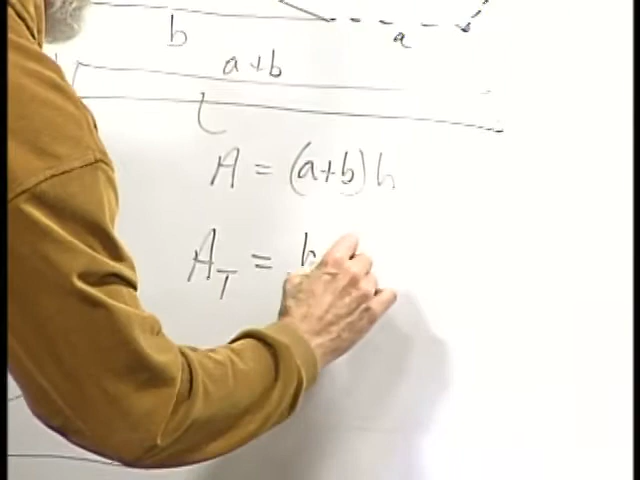 b a
a+b
A = (a+b)h
A_T = h